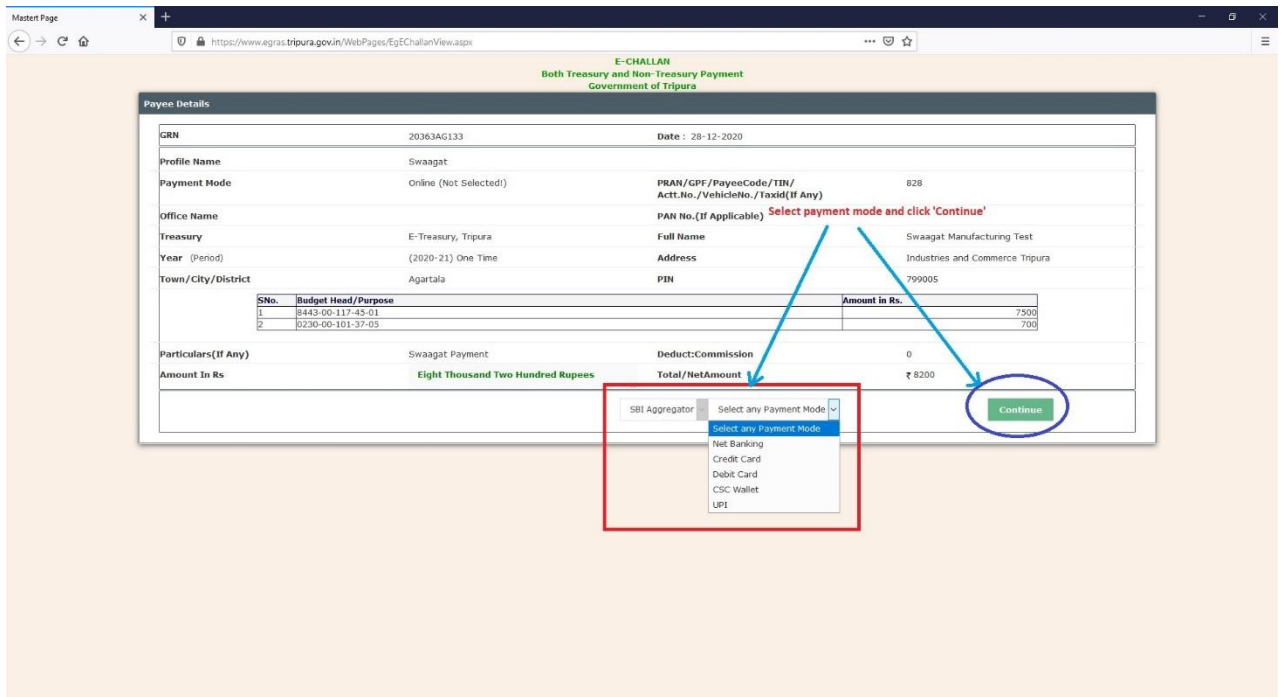 Mastert Page
https://www.egras.tripura.gov.in/WebPages/EgEChallanView.aspx
E-CHALLAN
Both Treasury and Non-Treasury Payment
Government of Tripura
Payee Details
GRN 20363AG133 Date : 28-12-2020
Profile Name Swaagat
Payment Mode Online (Not Selected!) PRAN/GPF/PayeeCode/TIN/ 828
Actt.No./VehicleNo./Taxid(If Any)
Select payment mode and click 'Continue'
Office Name PAN No.(If Applicable)
Treasury E-Treasury, Tripura Full Name Swaagat Manufacturing Test
Year (Period) (2020-21) One Time Address Industries and Commerce Tripura
Town/City/District Agartala PIN 799005
SNo. Budget Head/Purpose Amount in Rs.
1 8443-00-117-45-01 7500
2 0230-00-101-37-05 700
Particulars(If Any) Swaagat Payment Deduct:Commission 0
Amount In Rs Eight Thousand Two Hundred Rupees Total/NetAmount ₹ 8200
SBI Aggregator Select any Payment Mode Continue
Select any Payment Mode
Net Banking
Credit Card
Debit Card
CSC Wallet
UPI